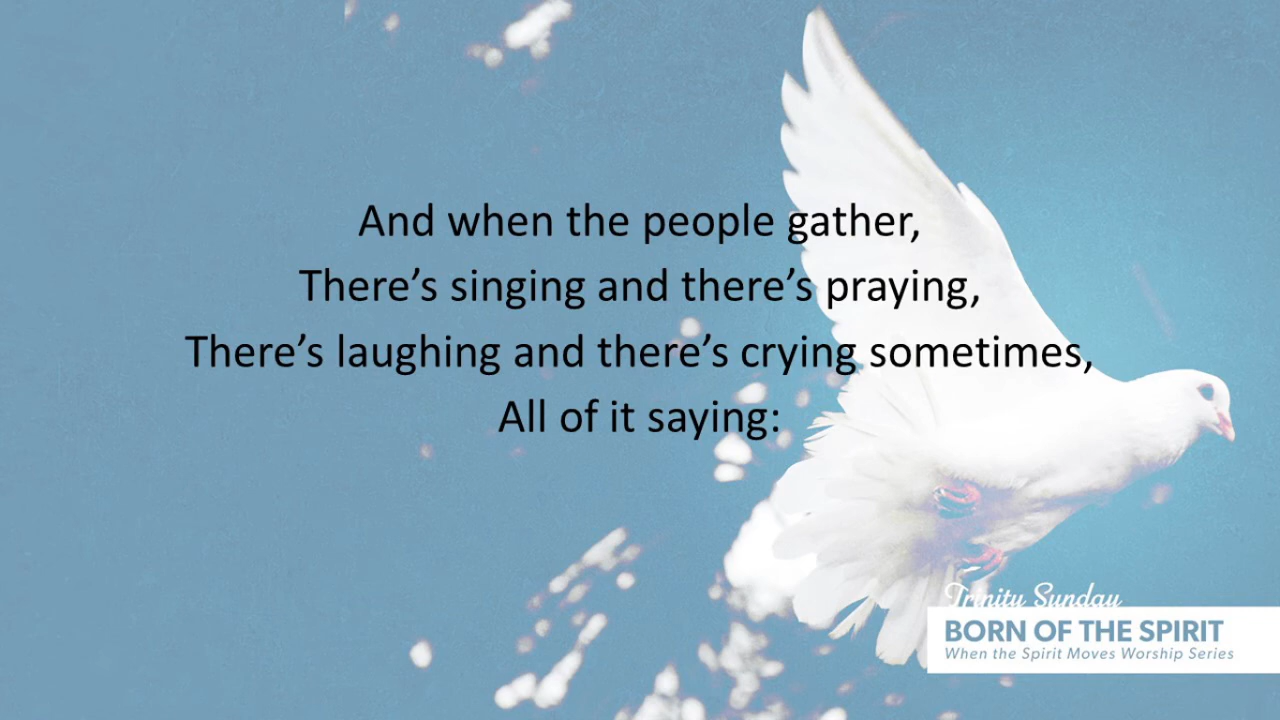 And when the people gather,
There’s singing and there’s praying,
There’s laughing and there’s crying sometimes,
All of it saying:
Trinity Sunday
BORN OF THE SPIRIT
When the Spirit Moves Worship Series